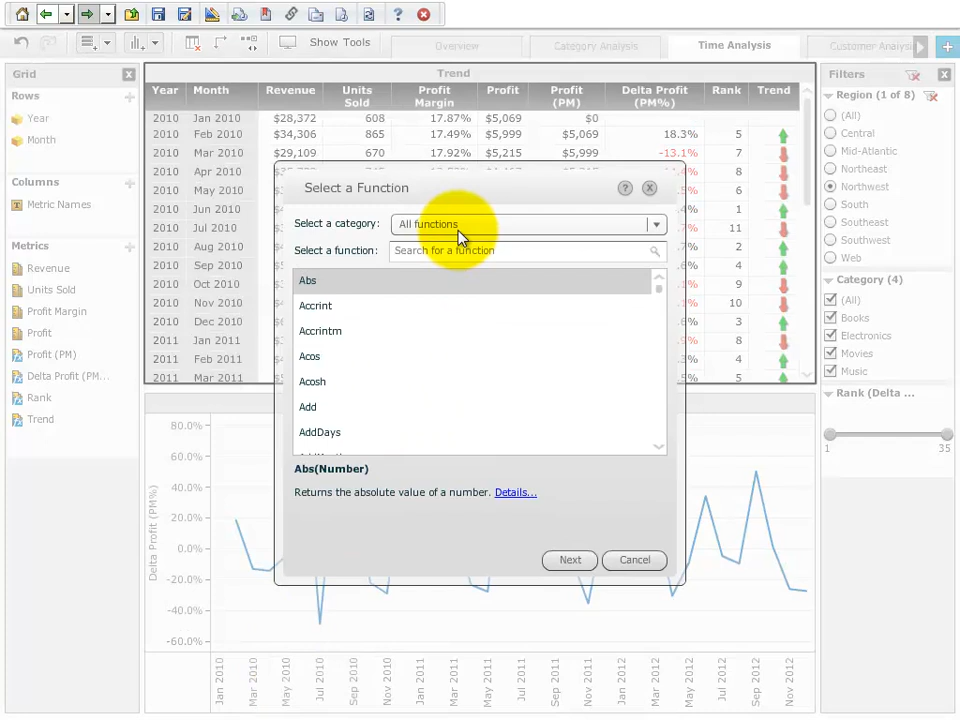 Show Tools
Overview
Category Analysis
Time Analysis
Customer Analysi
Grid
Rows
Year
Month
Columns
Metric Names
Metrics
Revenue
Units Sold
Profit Margin
Profit
Profit (PM)
Delta Profit (PM...
Rank
Trend
Trend
Year Month Revenue Units Sold Profit Margin Profit Profit (PM) Delta Profit (PM%) Rank Trend
2010 Jan 2010 $28,372 608 17.87% $5,069 $0
2010 Feb 2010 $34,306 865 17.49% $5,999 $5,069 18.3% 5
2010 Mar 2010 $29,109 670 17.92% $5,215 $5,999 -13.1% 7
2010 Apr 2010 8
2010 May 2010 6
2010 Jun 2010 1
2010 Jul 2010 11
2010 Aug 2010 2
2010 Sep 2010 4
2010 Oct 2010 9
2010 Nov 2010 10
2010 Dec 2010 3
2011 Jan 2011 8
2011 Feb 2011 4
2011 Mar 2011 5
Select a Function
Select a category: All functions
Select a function: Search for a function
Abs
Accrint
Accrintm
Acos
Acosh
Add
AddDays
Abs(Number)
Returns the absolute value of a number. Details...
Next
Cancel
Delta Profit (PM%)
80.0%
60.0%
40.0%
20.0%
0.0%
-20.0%
-40.0%
-60.0%
Jan 2010
Mar 2010
May 2010
Jul 2010
Sep 2010
Nov 2010
Jan 2011
Mar 2011
May 2011
Jul 2011
Sep 2011
Nov 2011
Jan 2012
Mar 2012
May 2012
Jul 2012
Sep 2012
Nov 2012
Filters
Region (1 of 8)
(All)
Central
Mid-Atlantic
Northeast
Northwest
South
Southeast
Southwest
Web
Category (4)
(All)
Books
Electronics
Movies
Music
Rank (Delta ...
1
35